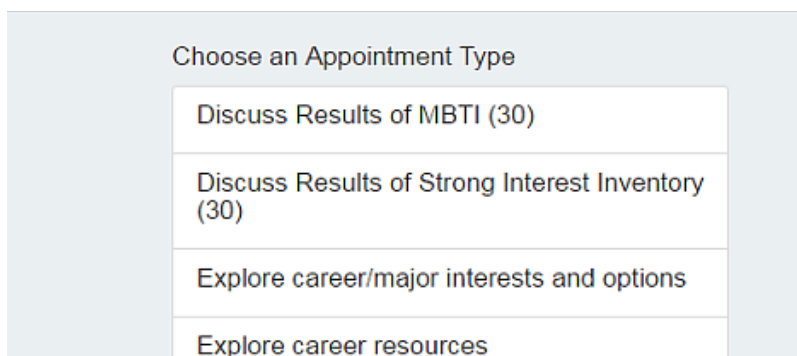 Choose an Appointment Type
Discuss Results of MBTI (30)
Discuss Results of Strong Interest Inventory
(30)
Explore career/major interests and options
Explore career resources